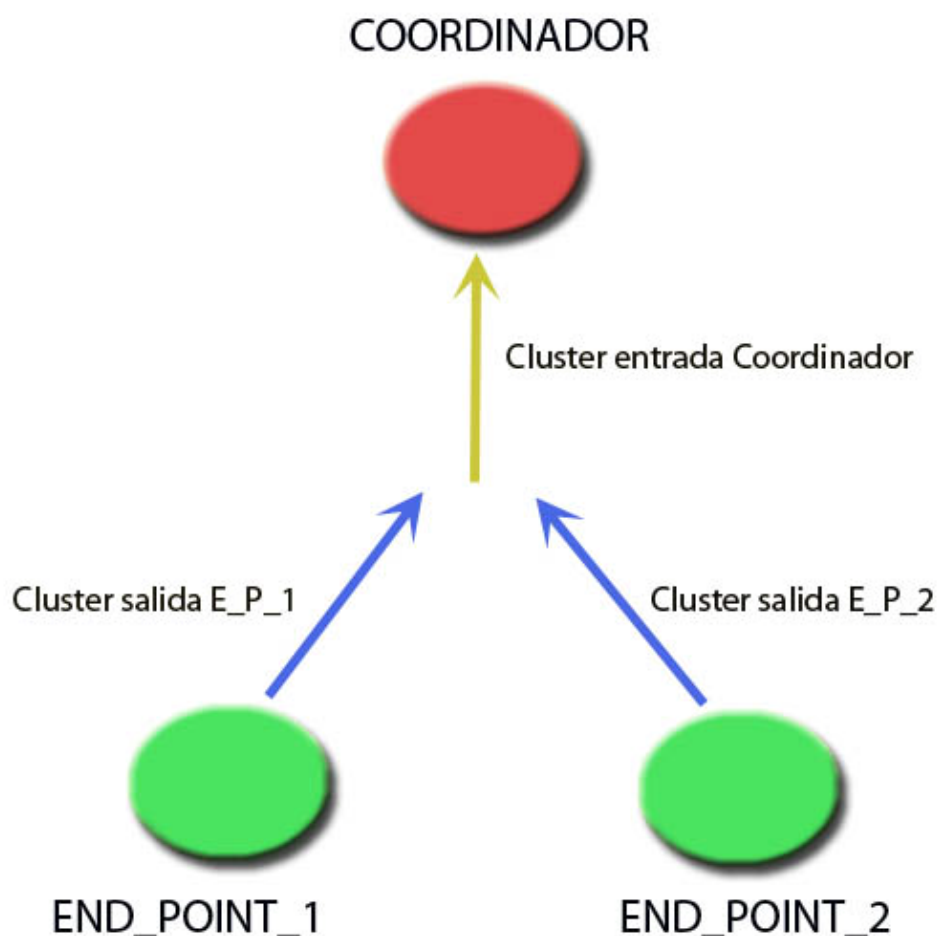 COORDINADOR
Cluster entrada Coordinador
Cluster salida E_P_1
Cluster salida E_P_2
END_POINT_1
END_POINT_2